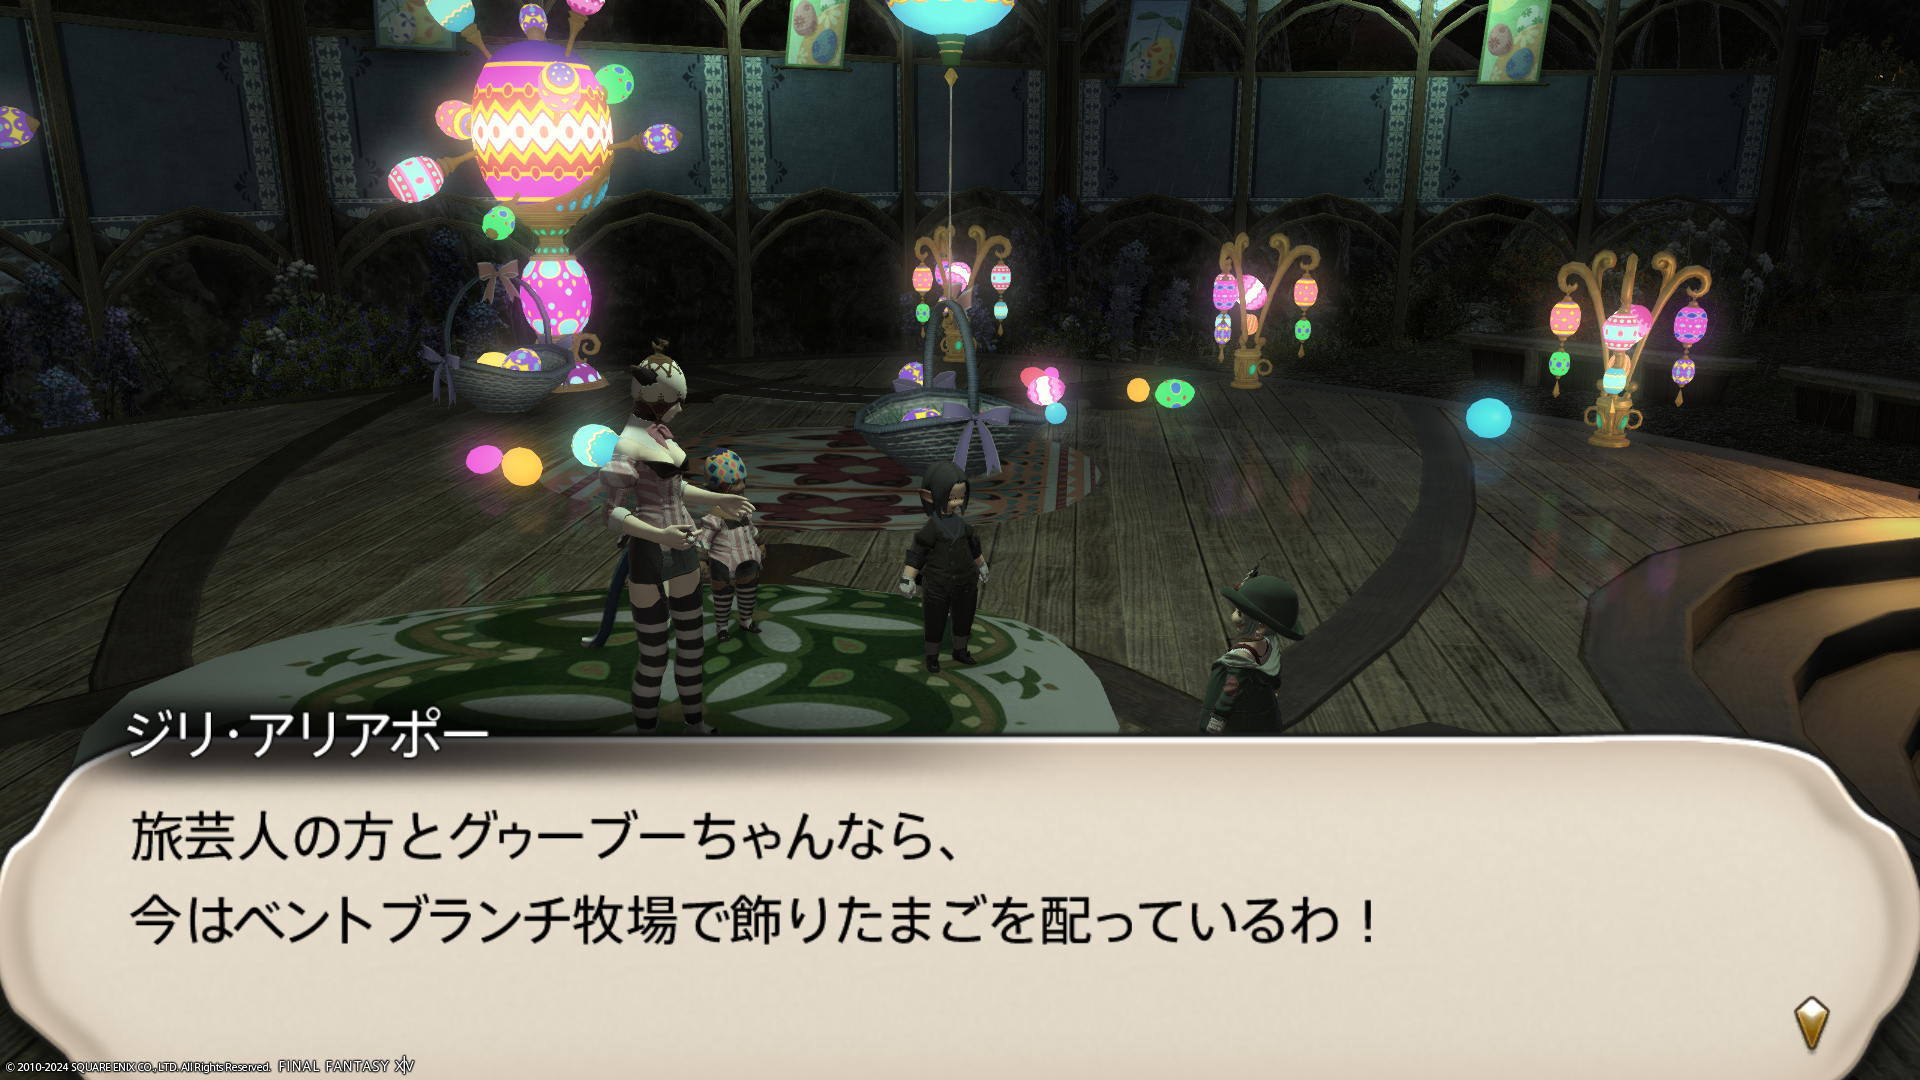 ジリ・アリアポー
旅芸人の方とグゥーブーちゃんなら、
今はベントブランチ牧場で飾りたまごを配っているわ！
© 2010-2024 SQUARE ENIX CO., LTD. All Rights Reserved. FINAL FANTASY XIV